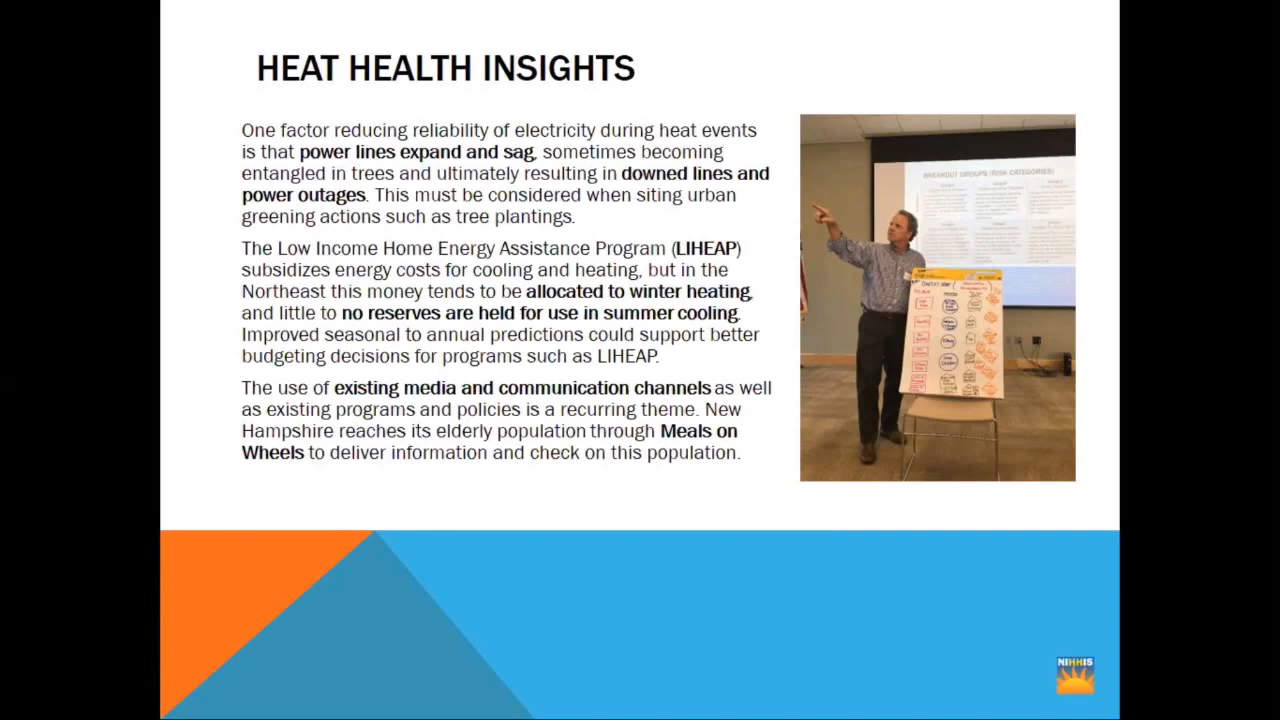 HEAT HEALTH INSIGHTS
One factor reducing reliability of electricity during heat events
is that power lines expand and sag, sometimes becoming
entangled in trees and ultimately resulting in downed lines and
power outages. This must be considered when siting urban
greening actions such as tree plantings.
The Low Income Home Energy Assistance Program (LIHEAP)
subsidizes energy costs for cooling and heating, but in the
Northeast this money tends to be allocated to winter heating,
and little to no reserves are held for use in summer cooling.
Improved seasonal to annual predictions could support better
budgeting decisions for programs such as LIHEAP.
The use of existing media and communication channels as well
as existing programs and policies is a recurring theme. New
Hampshire reaches its elderly population through Meals on
Wheels to deliver information and check on this population.
BREAKOUT GROUPS (RISK CATEGORIES)
NIHHIS